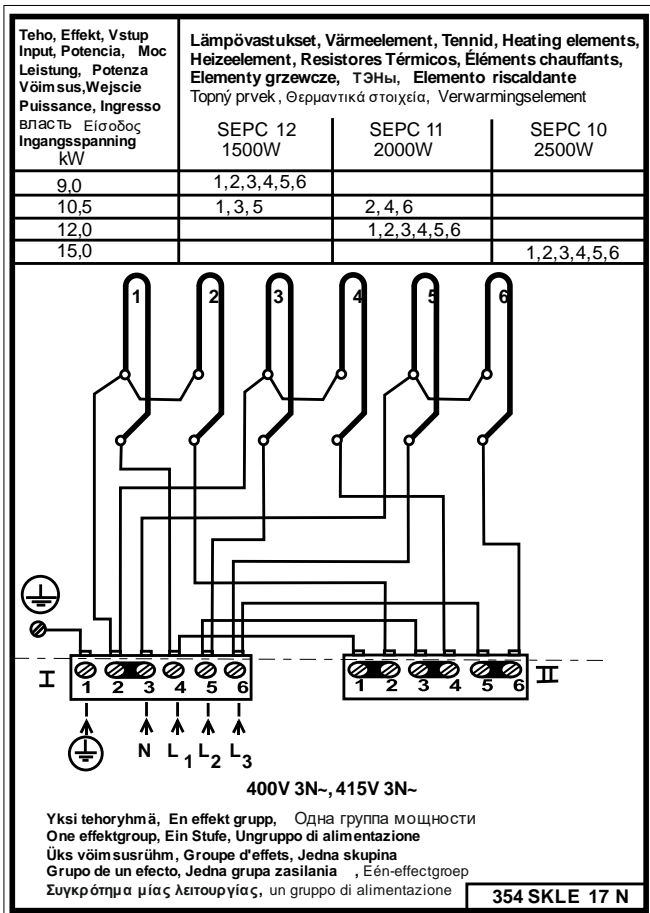 Teho, Effekt, Vstup
Input, Potencia, Moc
Leistung, Potenza
Võimsus,Wejscie
Puissance, Ingresso
власть Είσοδος
Ingangsspanning
kW
Lämpövastukset, Värmeelement, Tennid, Heating elements,
Heizeelement, Resistores Térmicos, Éléments chauffants,
Elementy grzewcze, ТЭНы, Elemento riscaldante
Topný prvek, Θερμαντικά στοιχεία, Verwarmingselement
SEPC 12 SEPC 11 SEPC 10
1500W 2000W 2500W
9,0 1,2,3,4,5,6
10,5 1,3,5 2,4,6
12,0 1,2,3,4,5,6
15,0 1,2,3,4,5,6
1 2 3 4 5 6
I 1 2 3 4 5 6 1 2 3 4 5 6 II
N L1 L2 L3
400V 3N~, 415V 3N~
Yksi tehoryhmä, En effekt grupp, Одна группа мощности
One effektgroup, Ein Stufe, Ungruppo di alimentazione
Üks võimsusrühm, Groupe d'effets, Jedna skupina
Grupo de un efecto, Jedna grupa zasilania , Eén-effectgroep
Συγκρότημα μίας λειτουργίας, un gruppo di alimentazione
354 SKLE 17 N